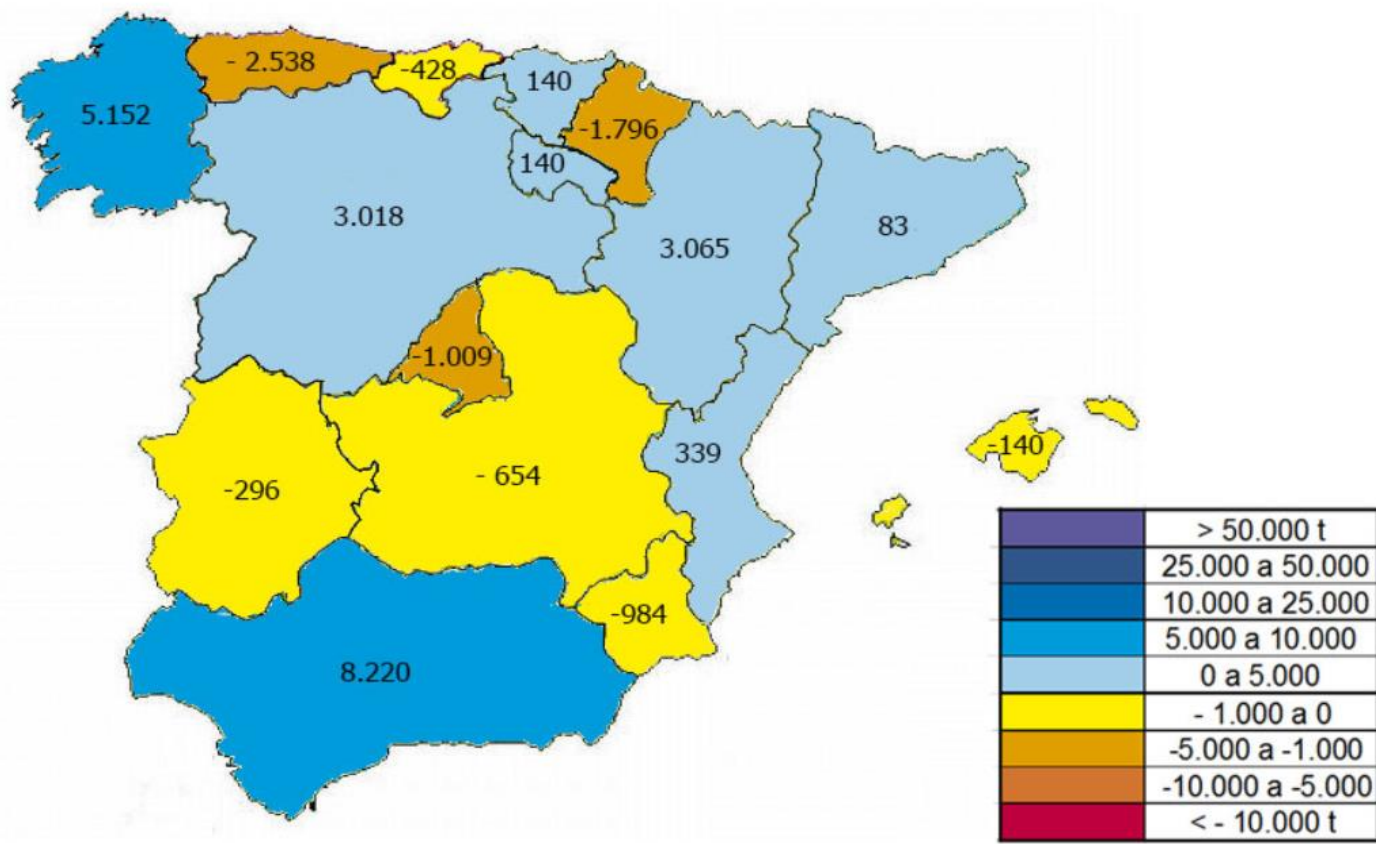 - 2.538
-428
140
5.152
-1.796
140
3.018
3.065
83
-1.009
339
-140
-296
- 654
-984
8.220
> 50.000 t
25.000 a 50.000
10.000 a 25.000
5.000 a 10.000
0 a 5.000
- 1.000 a 0
-5.000 a -1.000
-10.000 a -5.000
< - 10.000 t